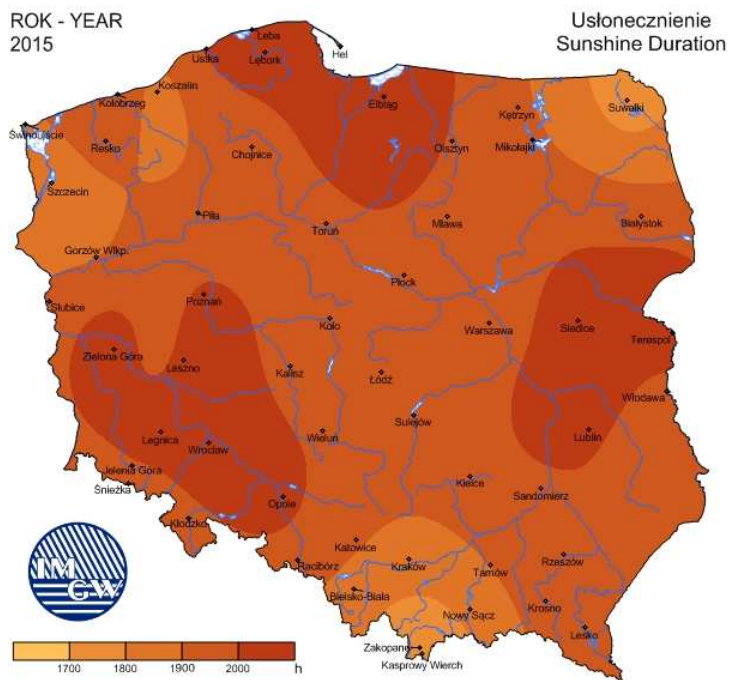 ROK - YEAR
2015
Usłonecznienie
Sunshine Duration
Łeba
Ustka
Lębork
Hel
Koszalin
Kołobrzeg
Elbląg
Suwałki
Kętrzyn
Świnoujście
Resko
Chojnice
Olsztyn
Mikołajki
Szczecin
Piła
Toruń
Mława
Białystok
Gorzów Wlkp.
Płock
Słubice
Poznań
Koło
Warszawa
Siedlce
Terespol
Zielona Góra
Leszno
Kalisz
Łódź
Włodawa
Sulejów
Legnica
Wrocław
Wieluń
Lublin
Jelenia Góra
Śnieżka
Opole
Kielce
Sandomierz
Kłodzko
Katowice
Racibórz
Kraków
Tarnów
Rzeszów
Bielsko-Biała
Nowy Sącz
Krosno
Lesko
Zakopane
Kasprowy Wierch
IM
GW
1700 1800 1900 2000 h